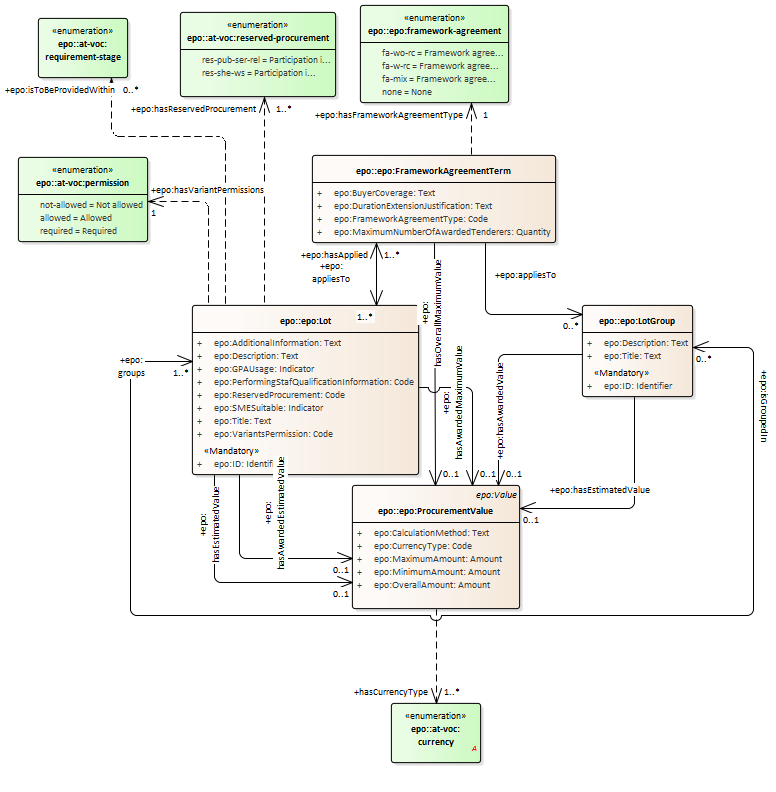 «enumeration»
epo::at-voc:
requirement-stage
«enumeration»
epo::at-voc:reserved-procurement
res-pub-ser-rel = Participation i...
res-she-ws = Participation i...
«enumeration»
epo::epo:framework-agreement
fa-wo-rc = Framework agree...
fa-w-rc = Framework agree...
fa-mix = Framework agree...
none = None
+epo:isToBeProvidedWithin 0..*
+epo:hasReservedProcurement 1..*
+epo:hasFrameworkAgreementType 1
«enumeration»
epo::at-voc:permission
not-allowed = Not allowed
allowed = Allowed
required = Required
+epo:hasVariantPermissions
1
epo::epo:FrameworkAgreementTerm
+ epo:BuyerCoverage: Text
+ epo:DurationExtensionJustification: Text
+ epo:FrameworkAgreementType: Code
+ epo:MaximumNumberOfAwardedTenderers: Quantity
+epo:hasApplied 1..*
+epo:
appliesTo
1..*
+epo:
hasOverallMaximumValue
0..1
+epo:appliesTo
0..*
epo::epo:Lot
+ epo:AdditionalInformation: Text
+ epo:Description: Text
+ epo:GPAUsage: Indicator
+ epo:PerformingStafQualificationInformation: Code
+ epo:ReservedProcurement: Code
+ epo:SMESuitable: Indicator
+ epo:Title: Text
+ epo:VariantsPermission: Code
«Mandatory»
+ epo:ID: Identifi
epo::epo:LotGroup
+ epo:Description: Text
+ epo:Title: Text
«Mandatory»
+ epo:ID: Identifier
+epo:
groups
1..*
0..*
+epo:isGroupedIn
+epo:
hasAwardedMaximumValue
0..1
+epo:hasAwardedValue
0..1
+epo:hasEstimatedValue
0..1
+epo:
hasEstimatedValue
0..1
+epo:
hasAwardedEstimatedValue
0..1
epo:Value
epo::epo:ProcurementValue
+ epo:CalculationMethod: Text
+ epo:CurrencyType: Code
+ epo:MaximumAmount: Amount
+ epo:MinimumAmount: Amount
+ epo:OverallAmount: Amount
+hasCurrencyType 1..*
«enumeration»
epo::at-voc:
currency
A